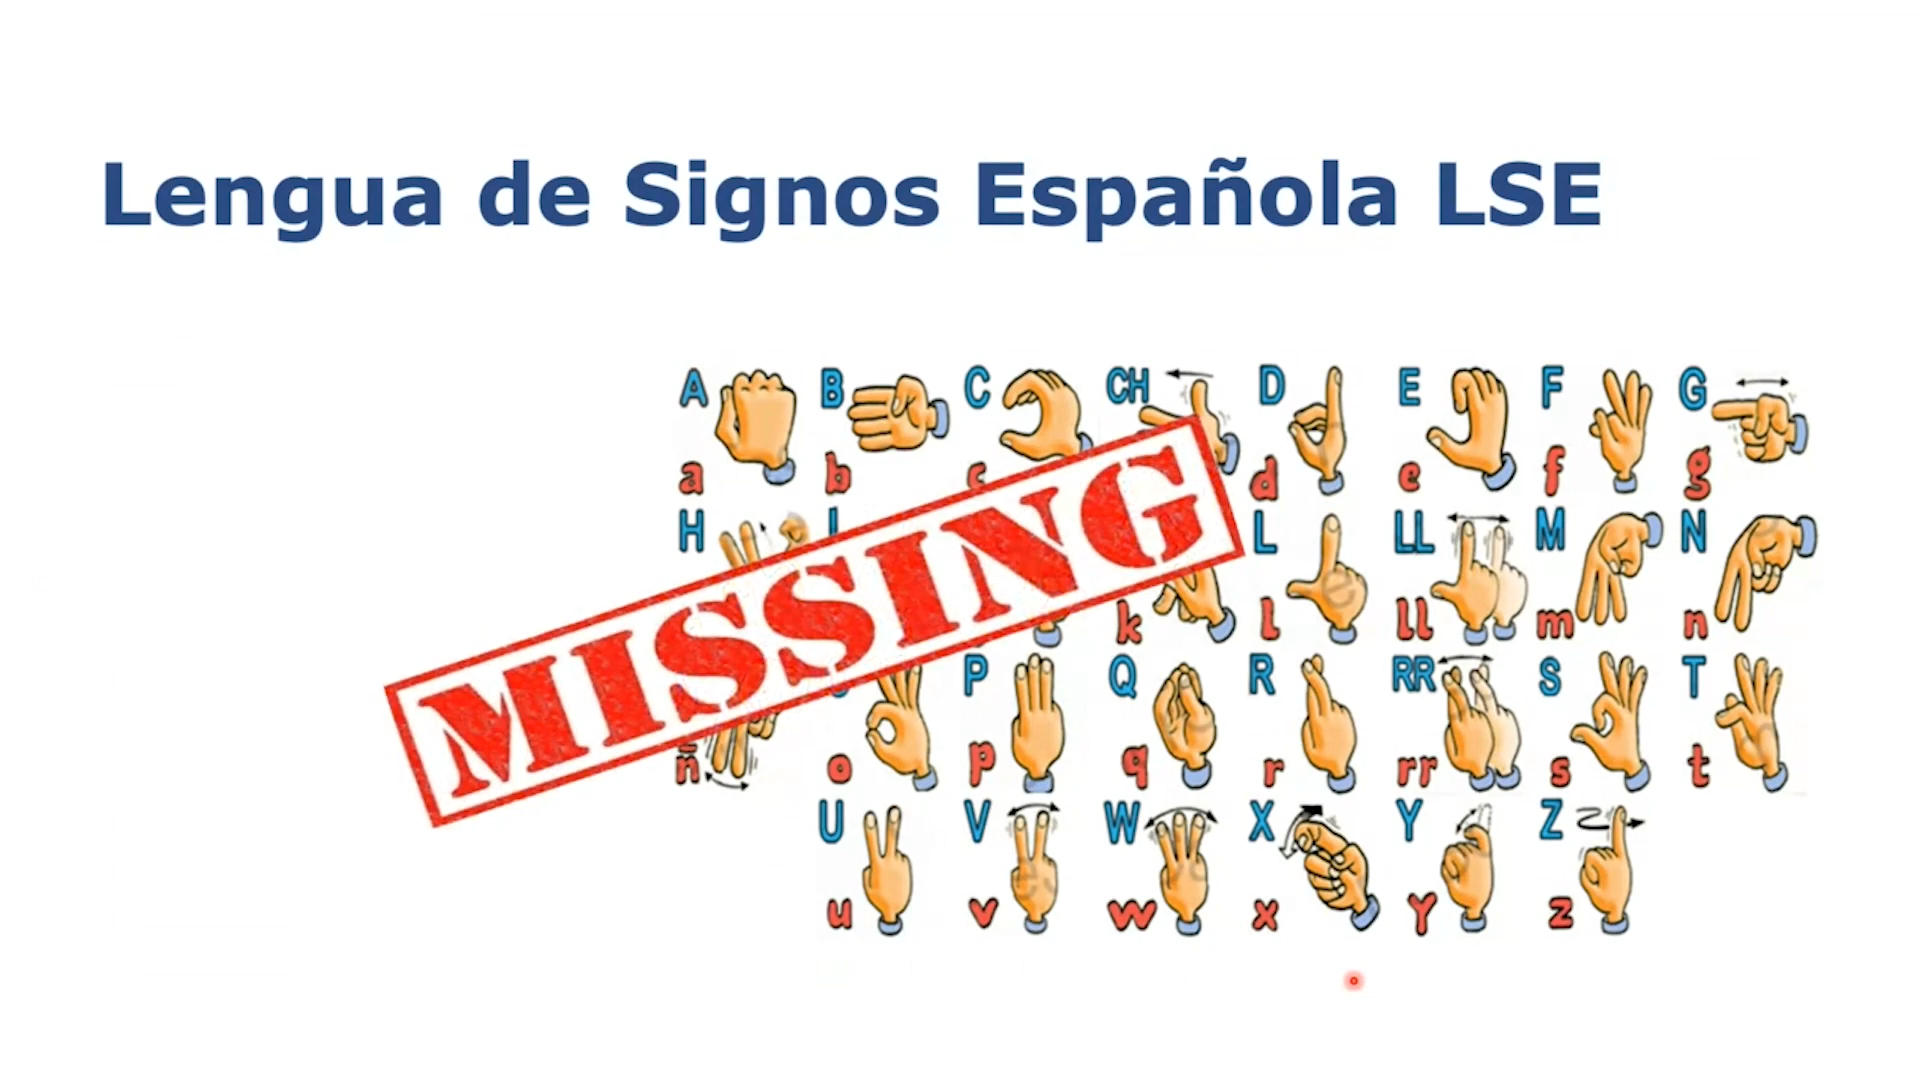 Lengua de Signos Española LSE
A B C CH D E F G
a b c d e f g
H L LL M N
k l ll m n
MISSING
P Q R RR S T
ñ o p q r rr s t
U V W X Y Z
u v w x y z